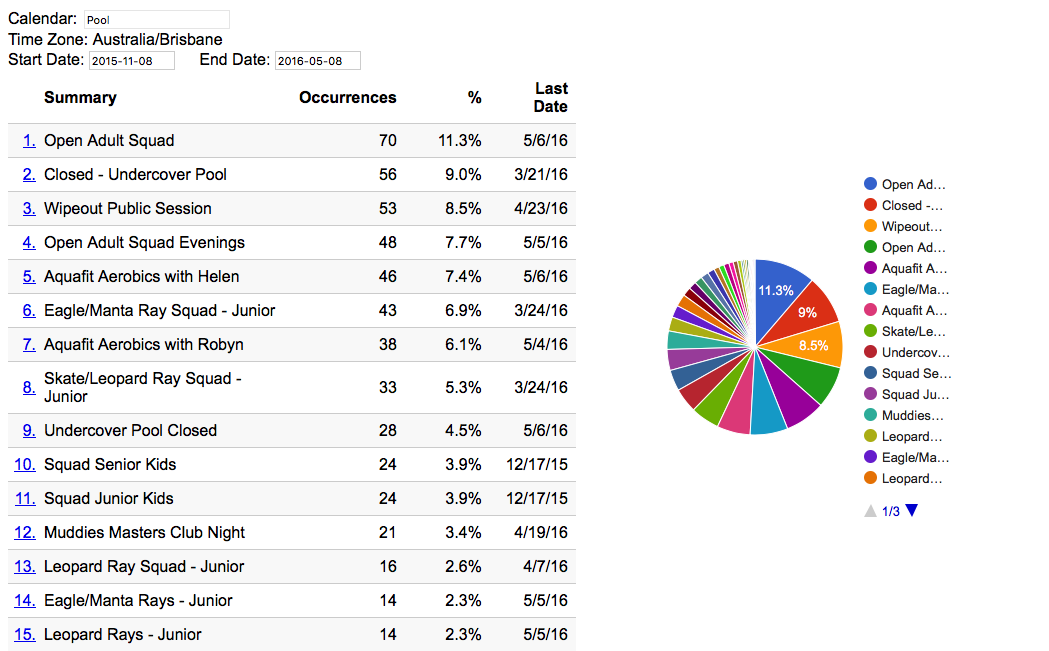 Calendar: Pool
Time Zone: Australia/Brisbane
Start Date: 2015-11-08 End Date: 2016-05-08
Summary Occurrences % Last Date
1. Open Adult Squad 70 11.3% 5/6/16
2. Closed - Undercover Pool 56 9.0% 3/21/16
3. Wipeout Public Session 53 8.5% 4/23/16
4. Open Adult Squad Evenings 48 7.7% 5/5/16
5. Aquafit Aerobics with Helen 46 7.4% 5/6/16
6. Eagle/Manta Ray Squad - Junior 43 6.9% 3/24/16
7. Aquafit Aerobics with Robyn 38 6.1% 5/4/16
8. Skate/Leopard Ray Squad - Junior 33 5.3% 3/24/16
9. Undercover Pool Closed 28 4.5% 5/6/16
10. Squad Senior Kids 24 3.9% 12/17/15
11. Squad Junior Kids 24 3.9% 12/17/15
12. Muddies Masters Club Night 21 3.4% 4/19/16
13. Leopard Ray Squad - Junior 16 2.6% 4/7/16
14. Eagle/Manta Rays - Junior 14 2.3% 5/5/16
15. Leopard Rays - Junior 14 2.3% 5/5/16
11.3%
9%
8.5%
Open Ad...
Closed -...
Wipeout...
Open Ad...
Aquafit A...
Eagle/Ma...
Aquafit A...
Skate/Le...
Undercov...
Squad Se...
Squad Ju...
Muddies...
Leopard...
Eagle/Ma...
Leopard...
1/3